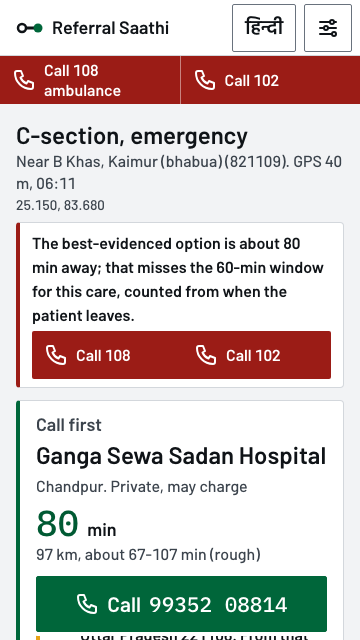 Referral Saathi
हिन्दी
Call 108
ambulance
Call 102
C-section, emergency
Near B Khas, Kaimur (bhabua) (821109). GPS 40
m, 06:11
25.150, 83.680
The best-evidenced option is about 80
min away; that misses the 60-min window
for this care, counted from when the
patient leaves.
Call 108
Call 102
Call first
Ganga Sewa Sadan Hospital
Chandpur. Private, may charge
80 min
97 km, about 67-107 min (rough)
Call 99352 08814